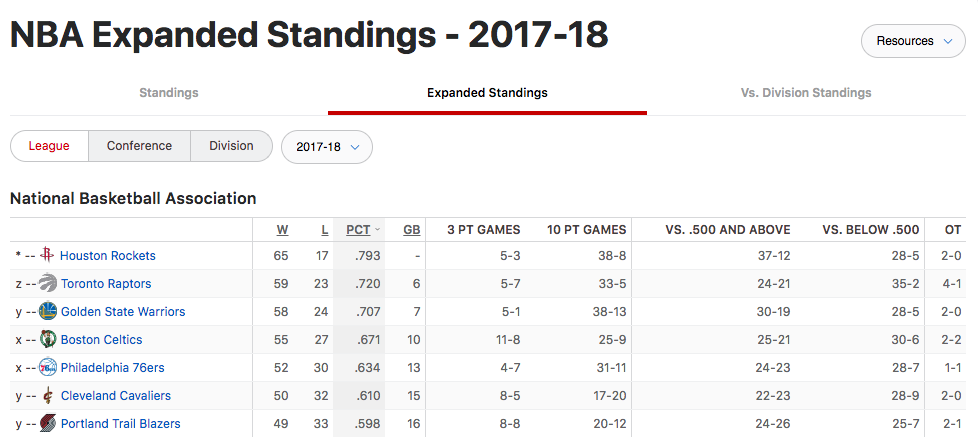 NBA Expanded Standings - 2017-18
Resources
Standings Expanded Standings Vs. Division Standings
League Conference Division 2017-18
National Basketball Association
W L PCT GB 3 PT GAMES 10 PT GAMES VS. .500 AND ABOVE VS. BELOW .500 OT
* -- Houston Rockets 65 17 .793 - 5-3 38-8 37-12 28-5 2-0
z -- Toronto Raptors 59 23 .720 6 5-7 33-5 24-21 35-2 4-1
y -- Golden State Warriors 58 24 .707 7 5-1 38-13 30-19 28-5 2-0
x -- Boston Celtics 55 27 .671 10 11-8 25-9 25-21 30-6 2-2
x -- 76ers Philadelphia 76ers 52 30 .634 13 4-7 31-11 24-23 28-7 1-1
y -- Cleveland Cavaliers 50 32 .610 15 8-5 17-20 22-23 28-9 2-0
y -- Portland Trail Blazers 49 33 .598 16 8-8 20-12 24-26 25-7 2-1